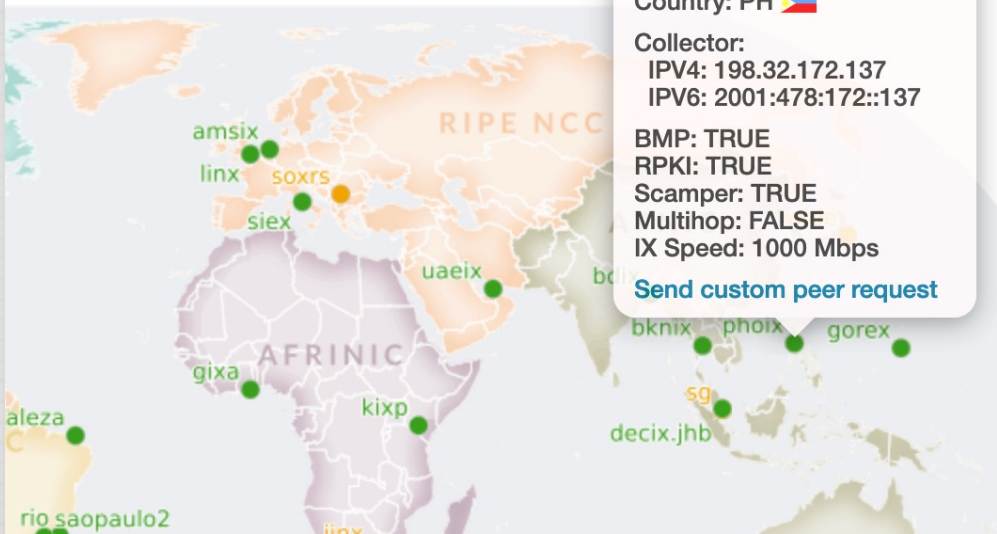 Country: PH
Collector:
IPV4: 198.32.172.137
IPV6: 2001:478:172::137
BMP: TRUE
RPKI: TRUE
Scamper: TRUE
Multihop: FALSE
IX Speed: 1000 Mbps
Send custom peer request
RIPE NCC
amsix
linx
soxrs
siex
uaeix
bdix
bknix
phoix
gorex
AFRINIC
gixa
kixp
sg
decix.jhb
aleza
C
rio
saopaulo2